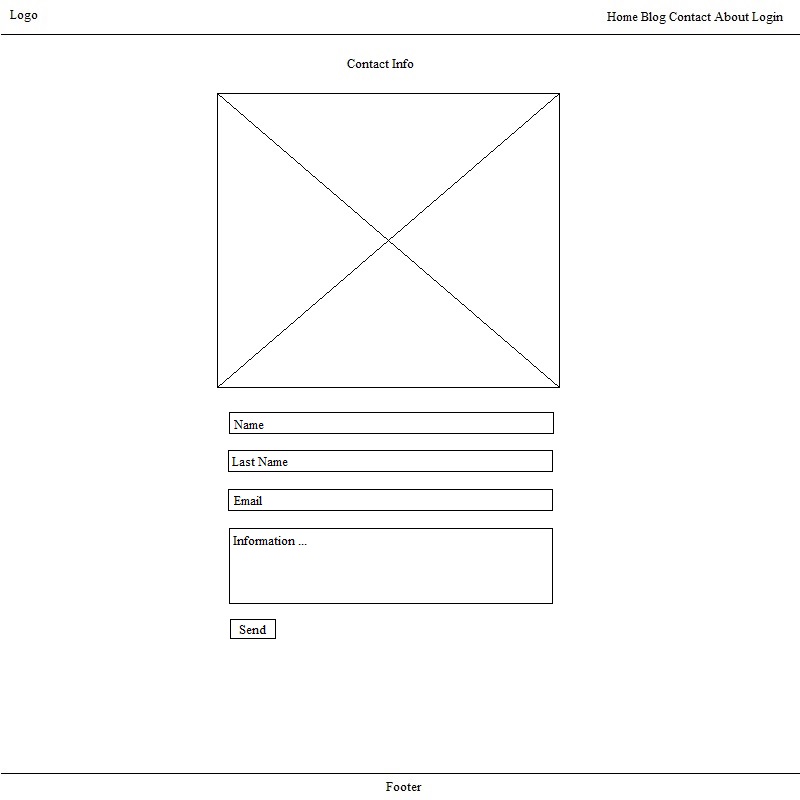 Logo
Home Blog Contact About Login
Contact Info
Name
Last Name
Email
Information ...
Send
Footer